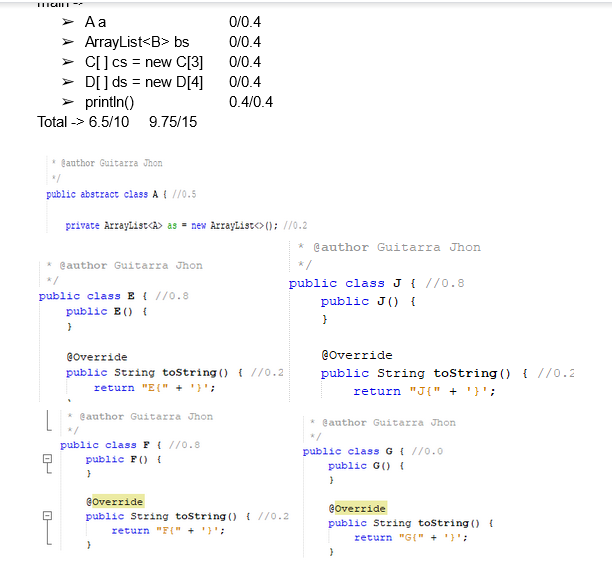 main ->
➢ A a 0/0.4
➢ ArrayList<B> bs 0/0.4
➢ C[ ] cs = new C[3] 0/0.4
➢ D[ ] ds = new D[4] 0/0.4
➢ println() 0.4/0.4
Total -> 6.5/10 9.75/15
* @author Guitarra Jhon
*/
public abstract class A { //0.5
private ArrayList<A> as = new ArrayList<>(); //0.2
* @author Guitarra Jhon
*/
public class E { //0.8
public E() {
}
@Override
public String toString() { //0.2
return "E{" + '}';
* @author Guitarra Jhon
*/
public class J { //0.8
public J() {
}
@Override
public String toString() { //0.2
return "J{" + '}';
* @author Guitarra Jhon
*/
public class F { //0.8
public F() {
}
@Override
public String toString() { //0.2
return "F{" + '}';
}
* @author Guitarra Jhon
*/
public class G { //0.0
public G() {
}
@Override
public String toString() {
return "G{" + '}';
}